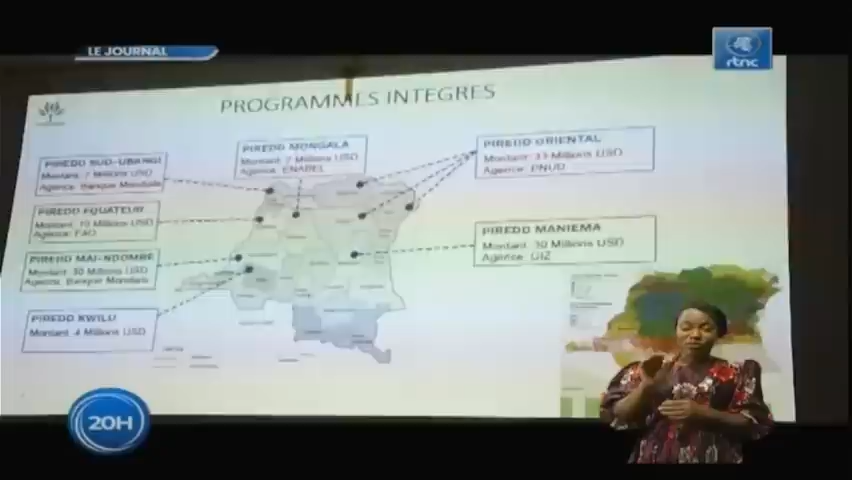 LE JOURNAL
rtnc
PROGRAMMES INTEGRES
PIREDD SUD-UBANGI
Montant: 7 Millions USD
Agence: Banque Mondiale
PIREDD MONGALA
Montant: 7 Millions USD
Agence: ENABEL
PIREDD ORIENTAL
Montant: 33 Millions USD
Agence: PNUD
PIREDD EQUATEUR
Montant: 10 Millions USD
Agence: FAO
PIREDD MANIEMA
Montant: 30 Millions USD
Agence: GIZ
PIREDD MAI-NDOMBE
Montant: 30 Millions USD
Agence: Banque Mondiale
PIREDD KWILU
Montant: 4 Millions USD
20H